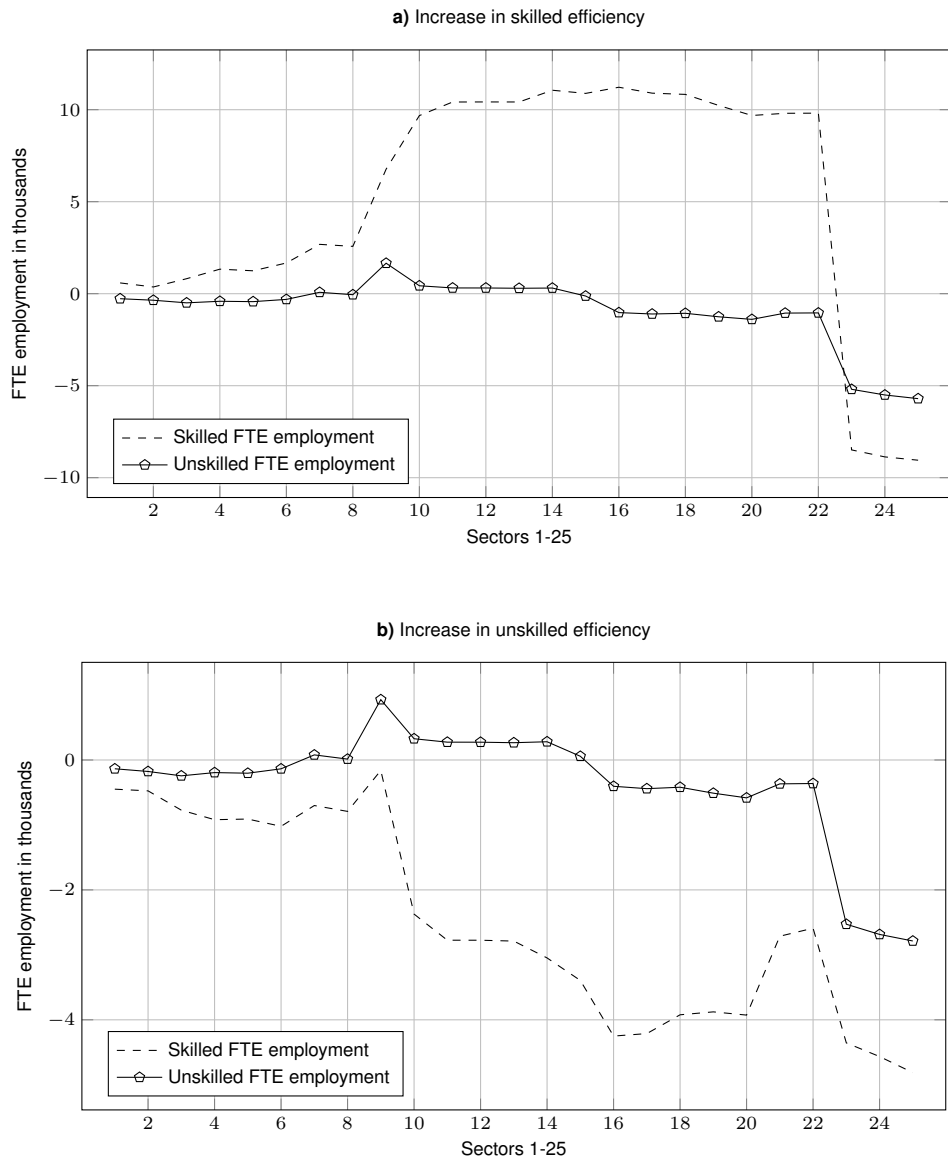 a) Increase in skilled efficiency
10
5
0
−5
−10
FTE employment in thousands
Skilled FTE employment
Unskilled FTE employment
2 4 6 8 10 12 14 16 18 20 22 24
Sectors 1-25
b) Increase in unskilled efficiency
0
−2
−4
FTE employment in thousands
Skilled FTE employment
Unskilled FTE employment
2 4 6 8 10 12 14 16 18 20 22 24
Sectors 1-25